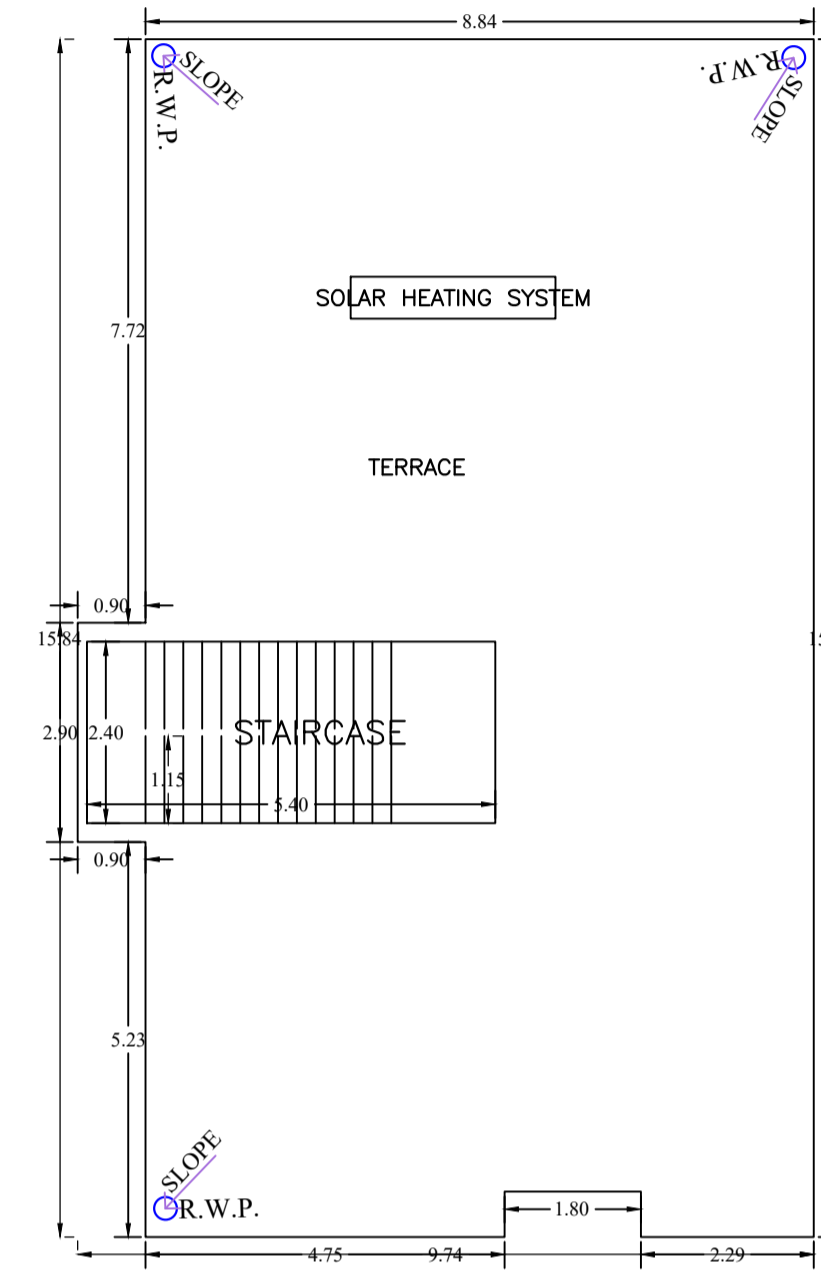 8.84
SLOPE
R.W.P.
R.W.P.
SLOPE
SOLAR HEATING SYSTEM
7.72
TERRACE
0.90
15.84
2.90
2.40
STAIRCASE
1.15
5.40
0.90
5.23
SLOPE
R.W.P.
1.80
4.75
9.74
2.29